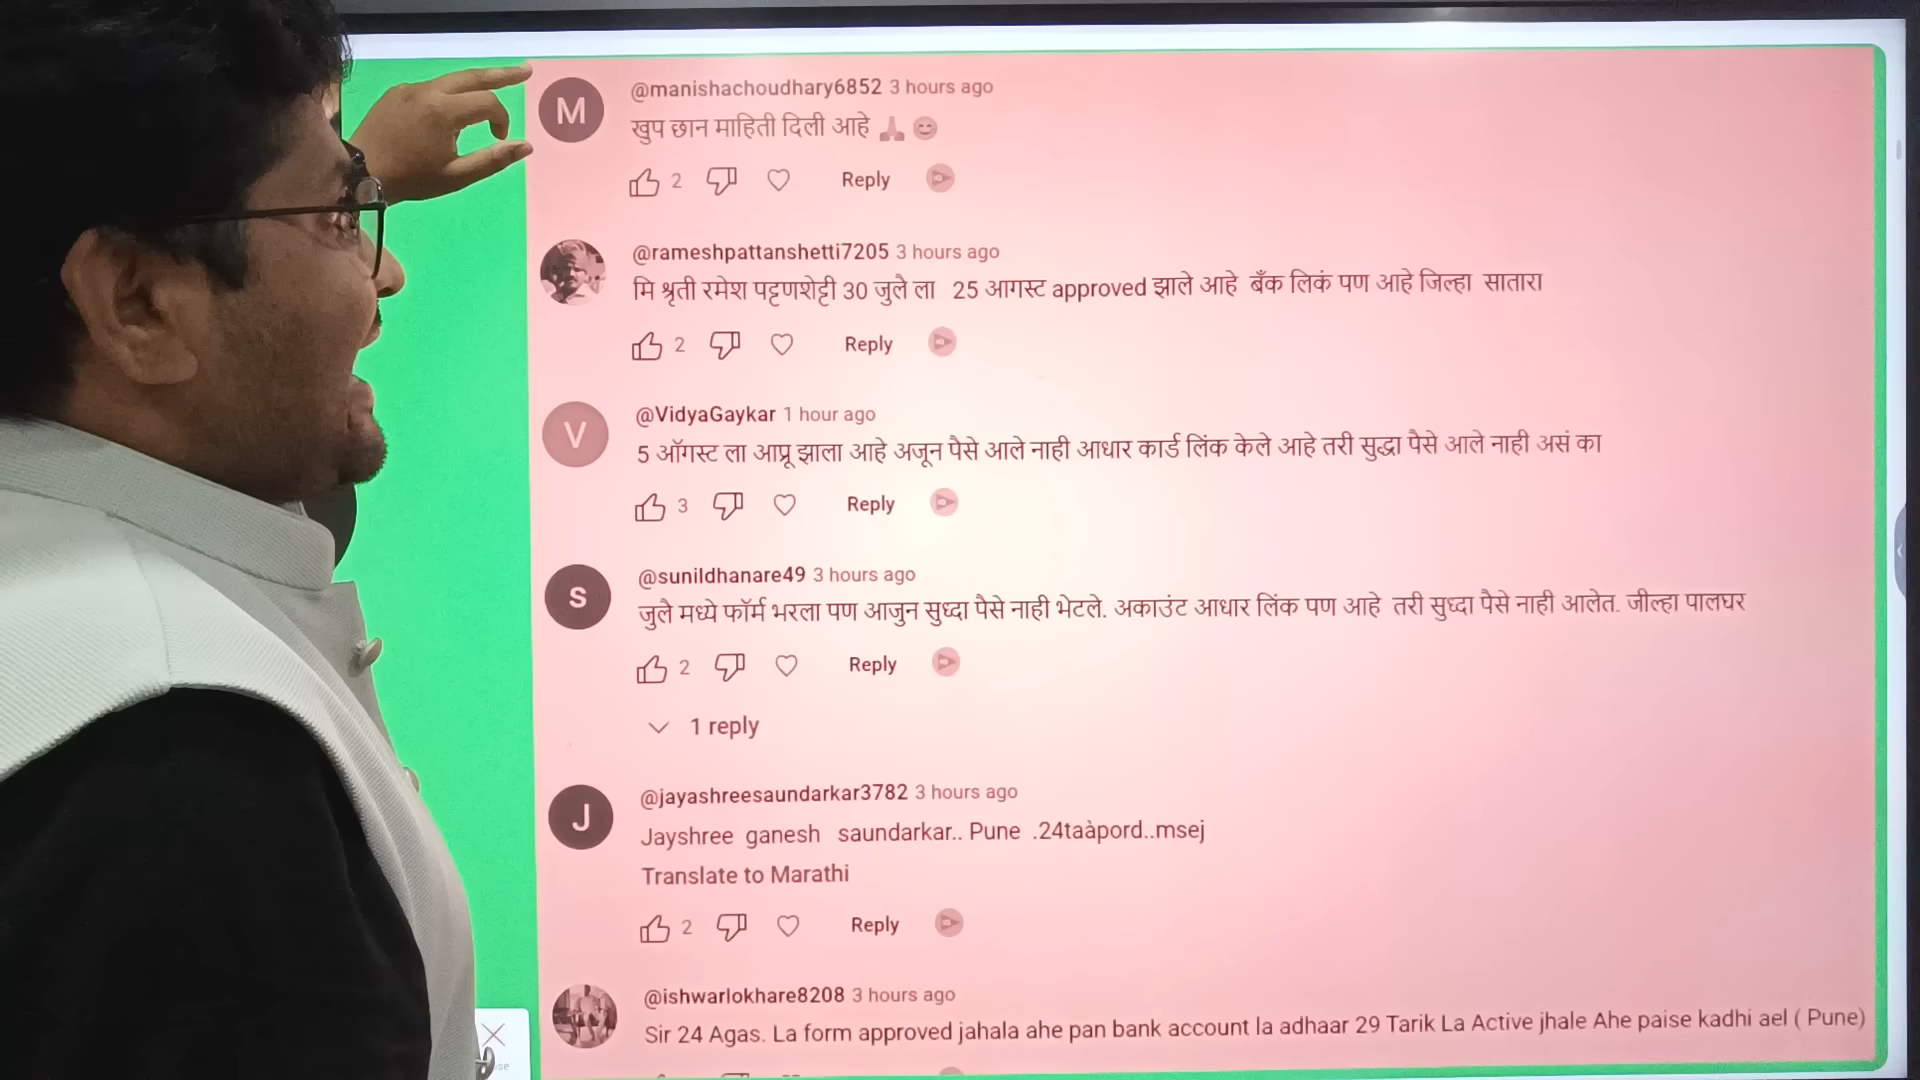 M
@manishachoudhary6852 3 hours ago
खुप छान माहिती दिली आहे 🙏😊
2 Reply
@rameshpattanshetti7205 3 hours ago
मि श्रृती रमेश पट्टणशेट्टी 30 जुलै ला 25 आगस्ट approved झाले आहे बँक लिकं पण आहे जिल्हा सातारा
2 Reply
V
@VidyaGaykar 1 hour ago
5 ऑगस्ट ला आप्रू झाला आहे अजून पैसे आले नाही आधार कार्ड लिंक केले आहे तरी सुद्धा पैसे आले नाही असं का
3 Reply
S
@sunildhanare49 3 hours ago
जुलै मध्ये फॉर्म भरला पण आजुन सुध्दा पैसे नाही भेटले. अकाउंट आधार लिंक पण आहे तरी सुध्दा पैसे नाही आलेत. जील्हा पालघर
2 Reply
1 reply
J
@jayashreesaundarkar3782 3 hours ago
Jayshree ganesh saundarkar.. Pune .24taàpord..msej
Translate to Marathi
2 Reply
@ishwarlokhare8208 3 hours ago
Sir 24 Agas. La form approved jahala ahe pan bank account la adhaar 29 Tarik La Active jhale Ahe paise kadhi ael ( Pune)